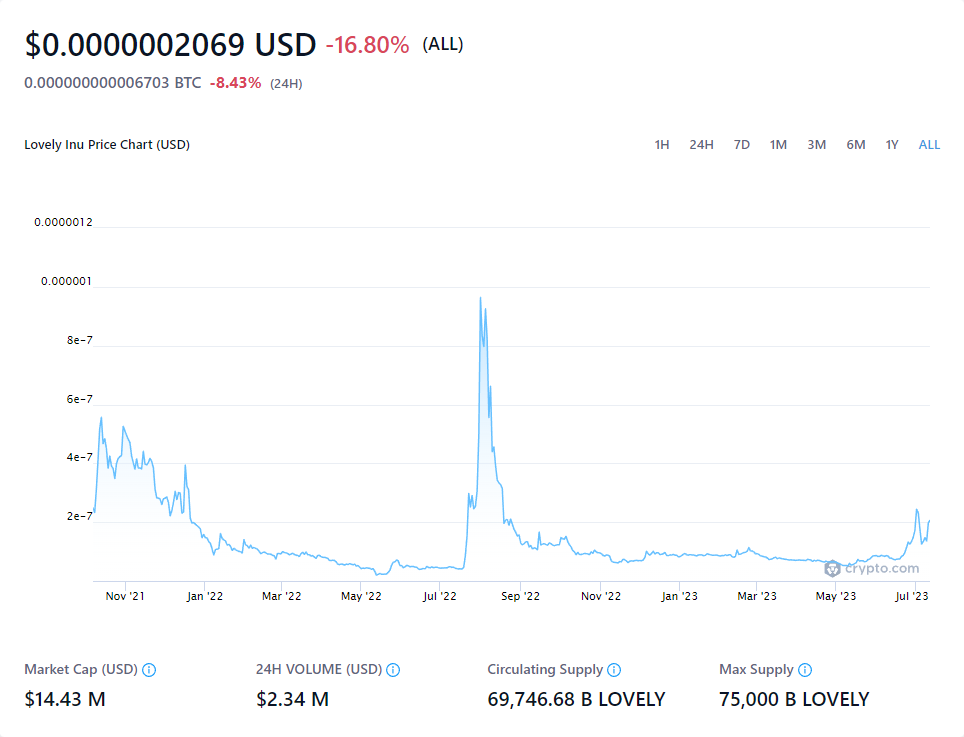 $0.0000002069 USD -16.80% (ALL)
0.000000000006703 BTC -8.43% (24H)
Lovely Inu Price Chart (USD) 1H 24H 7D 1M 3M 6M 1Y ALL
0.0000012
0.000001
8e-7
6e-7
4e-7
2e-7
crypto.com
Nov '21 Jan '22 Mar '22 May '22 Jul '22 Sep '22 Nov '22 Jan '23 Mar '23 May '23 Jul '23
Market Cap (USD) 24H VOLUME (USD) Circulating Supply Max Supply
$14.43 M $2.34 M 69,746.68 B LOVELY 75,000 B LOVELY